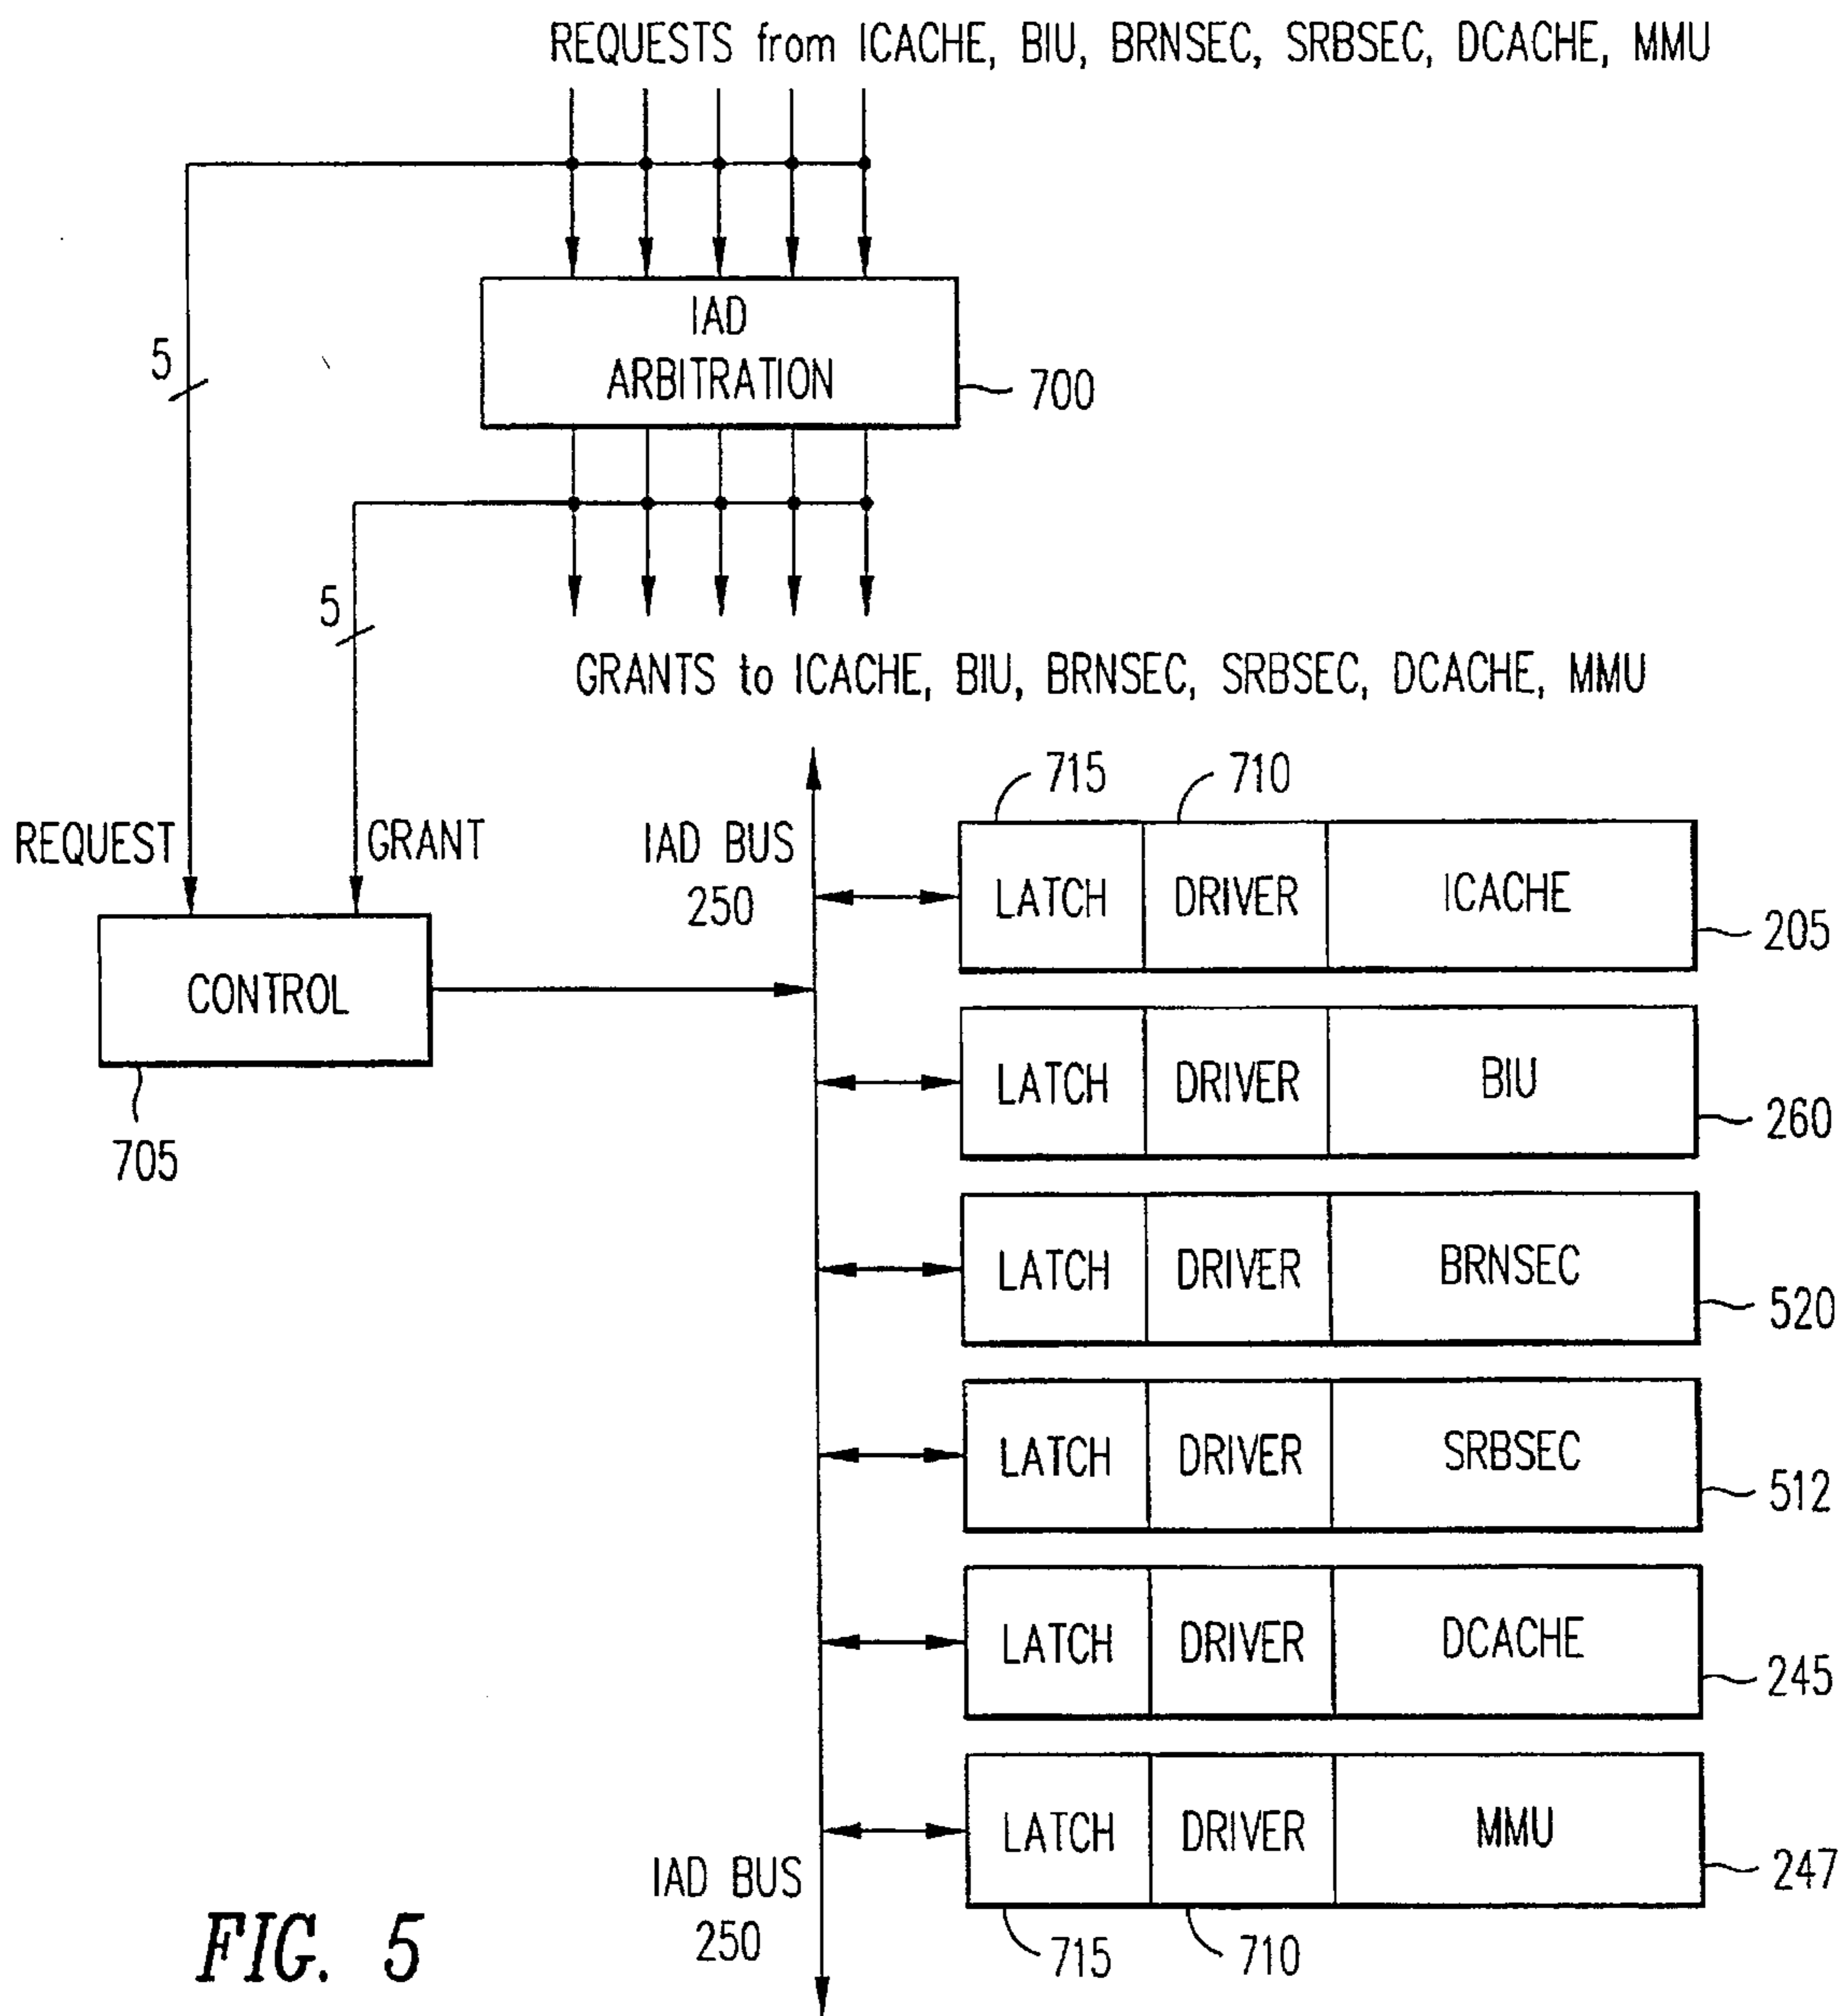 REQUESTS from ICACHE, BIU, BRNSEC, SRBSEC, DCACHE, MMU
IAD
ARBITRATION
700
5
5
GRANTS to ICACHE, BIU, BRNSEC, SRBSEC, DCACHE, MMU
REQUEST
GRANT
CONTROL
705
IAD BUS
250
715
710
LATCH DRIVER ICACHE
205
LATCH DRIVER BIU
260
LATCH DRIVER BRNSEC
520
LATCH DRIVER SRBSEC
512
LATCH DRIVER DCACHE
245
LATCH DRIVER MMU
247
IAD BUS
250
715
710
FIG. 5